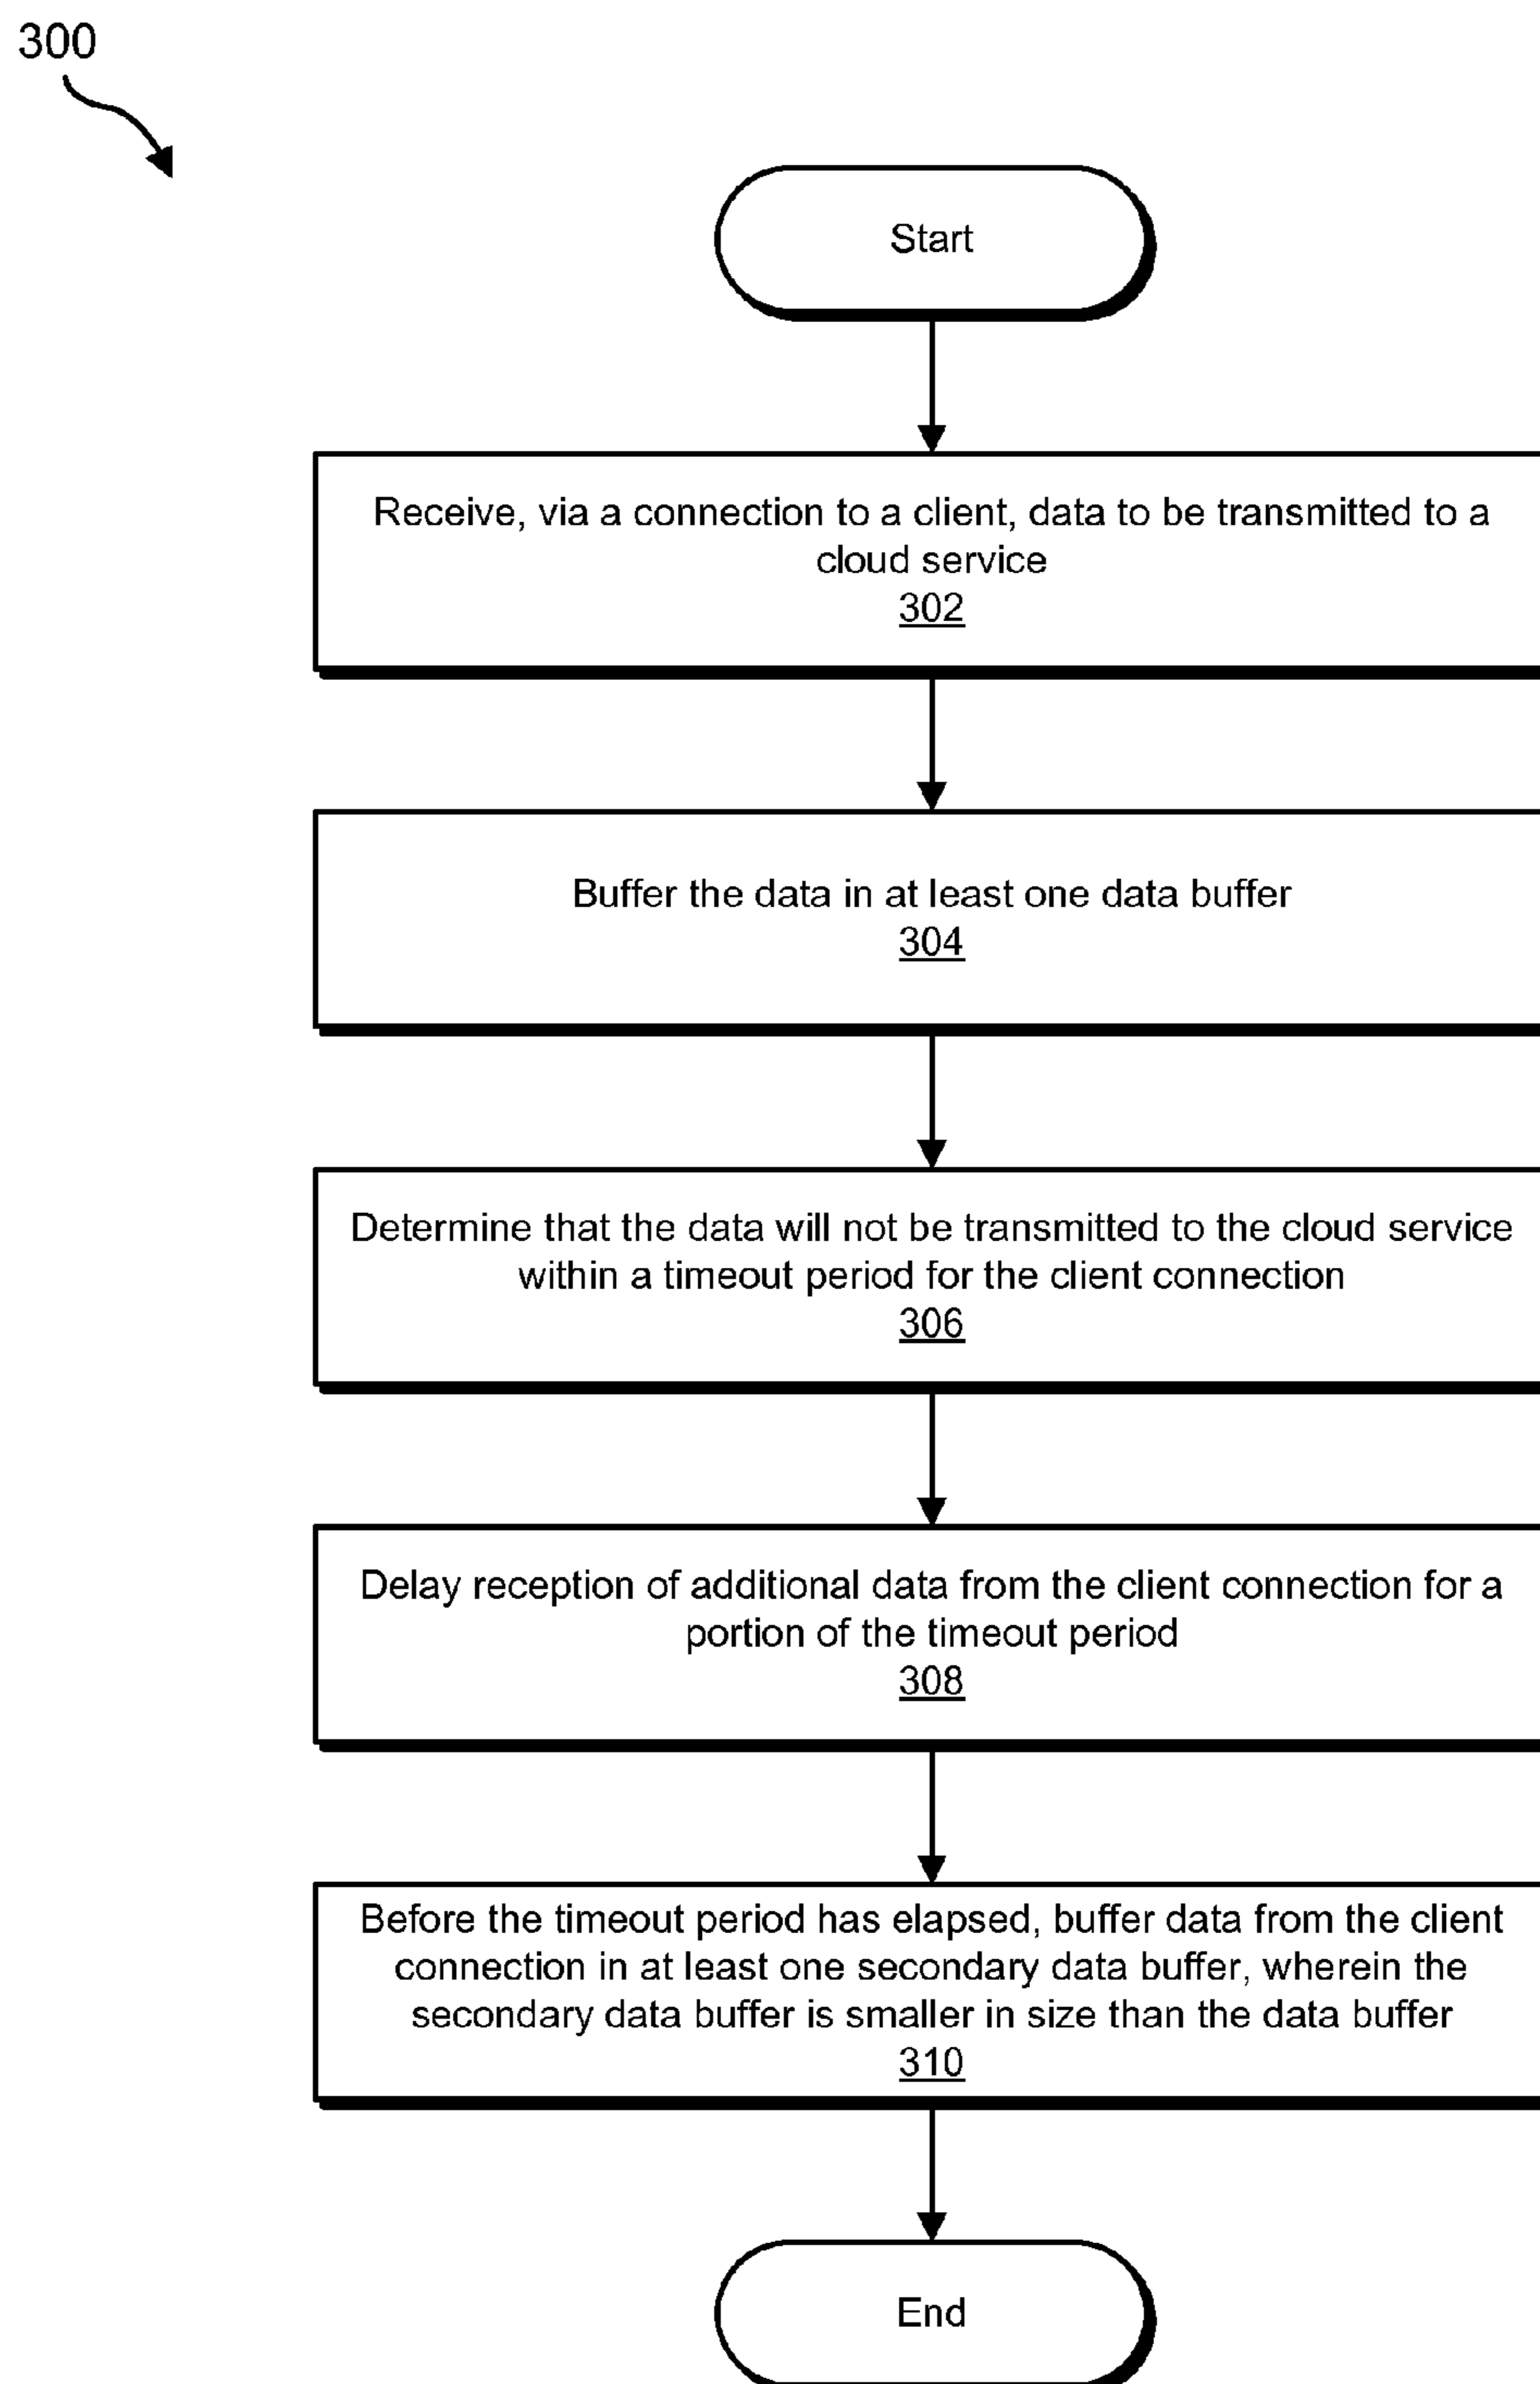 300
Start
Receive, via a connection to a client, data to be transmitted to a
cloud service
302
Buffer the data in at least one data buffer
304
Determine that the data will not be transmitted to the cloud service
within a timeout period for the client connection
306
Delay reception of additional data from the client connection for a
portion of the timeout period
308
Before the timeout period has elapsed, buffer data from the client
connection in at least one secondary data buffer, wherein the
secondary data buffer is smaller in size than the data buffer
310
End